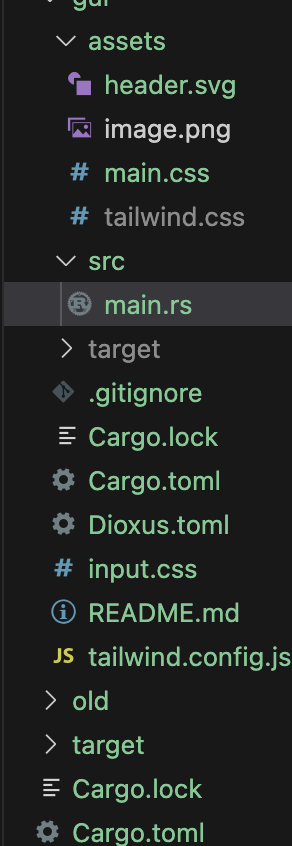 gui
assets
header.svg
image.png
# main.css
# tailwind.css
src
main.rs
target
.gitignore
Cargo.lock
Cargo.toml
Dioxus.toml
# input.css
README.md
JS tailwind.config.js
old
target
Cargo.lock
Cargo.toml